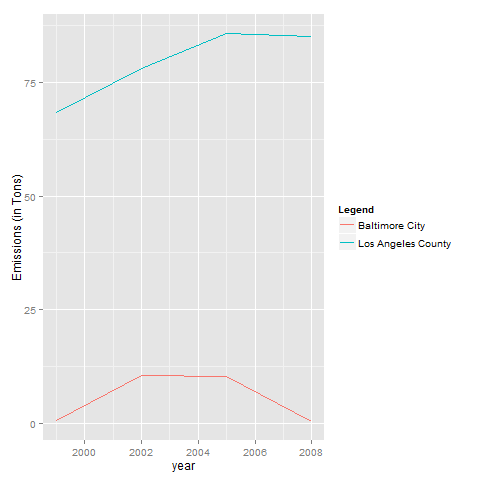 75
50
25
0
Emissions (in Tons)
2000 2002 2004 2006 2008
year
Legend
Baltimore City
Los Angeles County